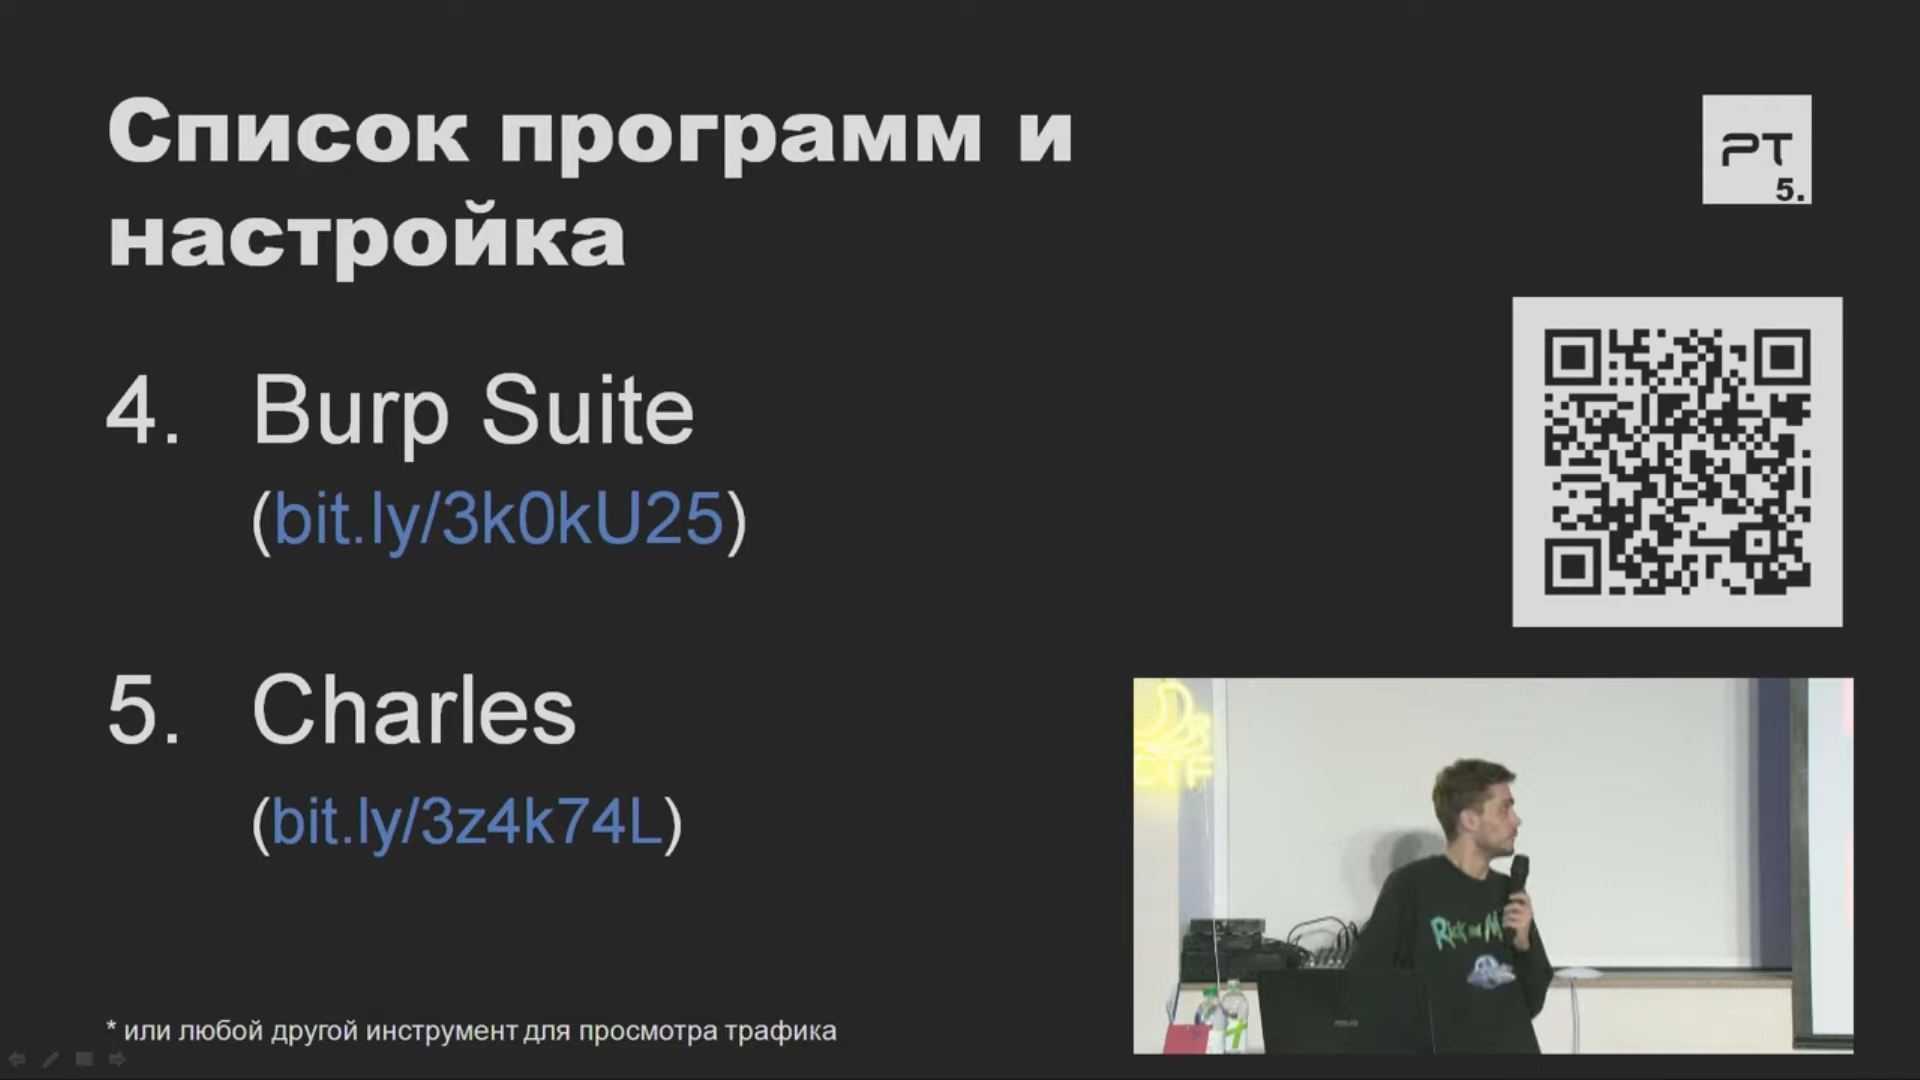 Список программ и
настройка
PT
5.
4. Burp Suite
(bit.ly/3k0kU25)
5. Charles
(bit.ly/3z4k74L)
CTF
* или любой другой инструмент для просмотра трафика